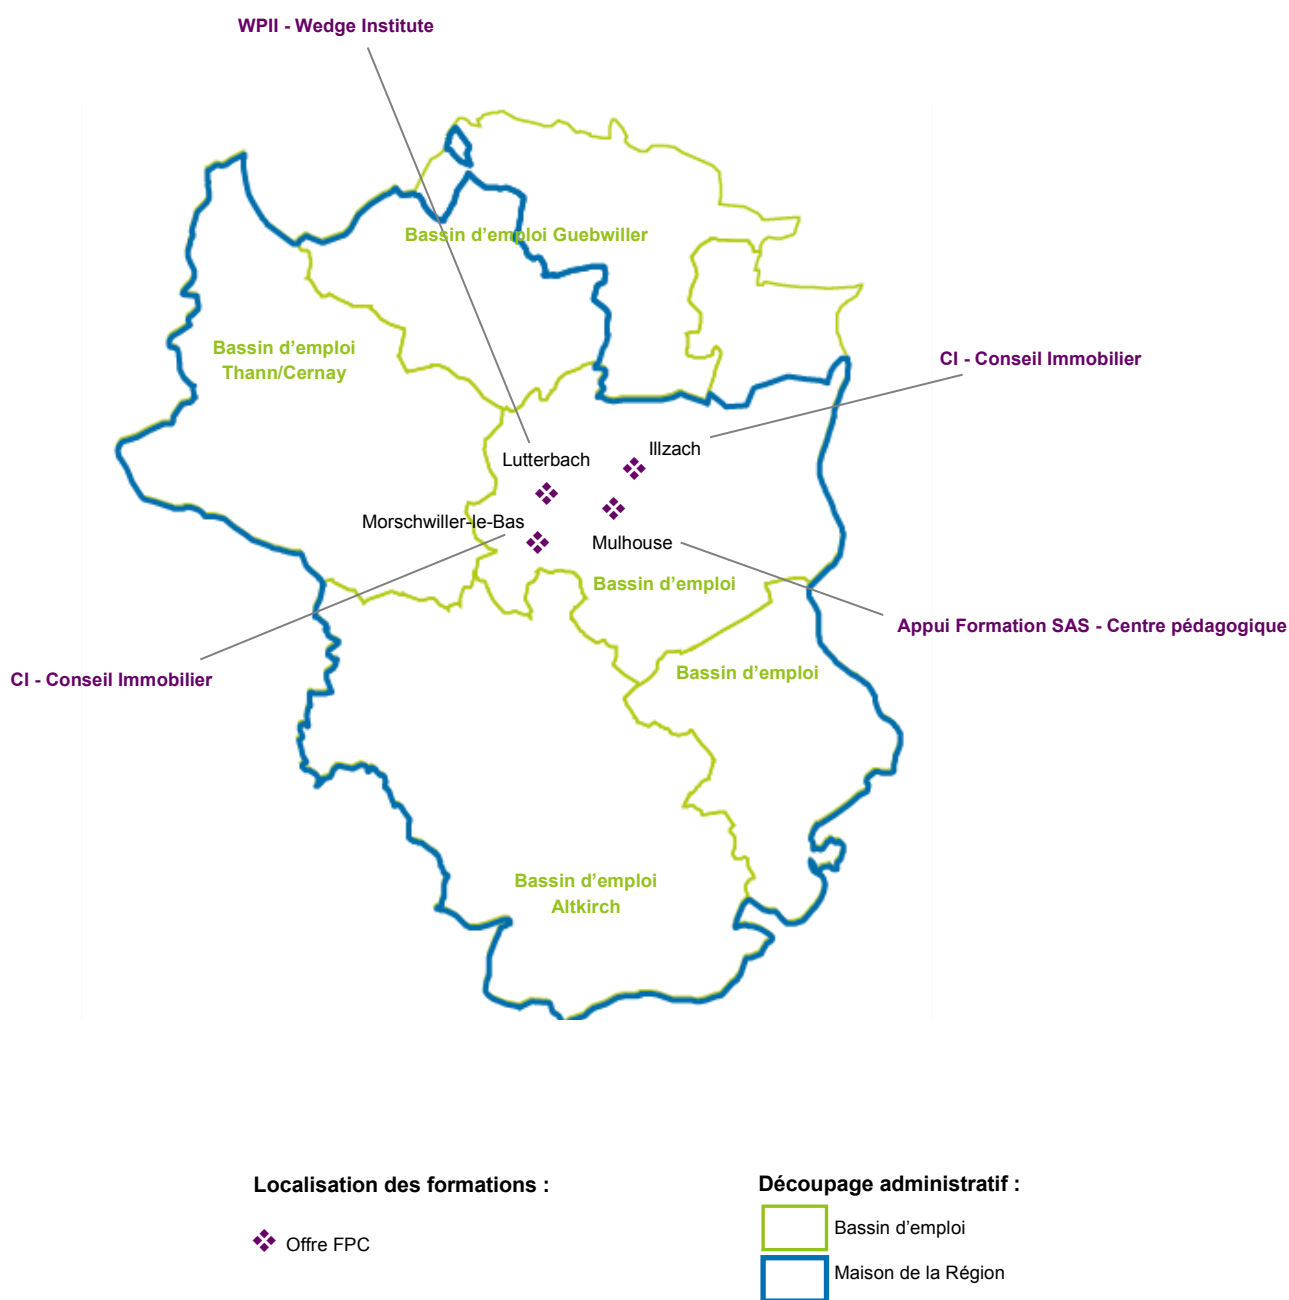 WPII - Wedge Institute
Bassin d'emploi Guebwiller
Bassin d'emploi
Thann/Cernay
CI - Conseil Immobilier
Illzach
Lutterbach
Morschwiller-le-Bas
Mulhouse
Bassin d'emploi
Appui Formation SAS - Centre pédagogique
Bassin d'emploi
CI - Conseil Immobilier
Bassin d'emploi
Altkirch
Localisation des formations :
Offre FPC
Découpage administratif :
Bassin d'emploi
Maison de la Région